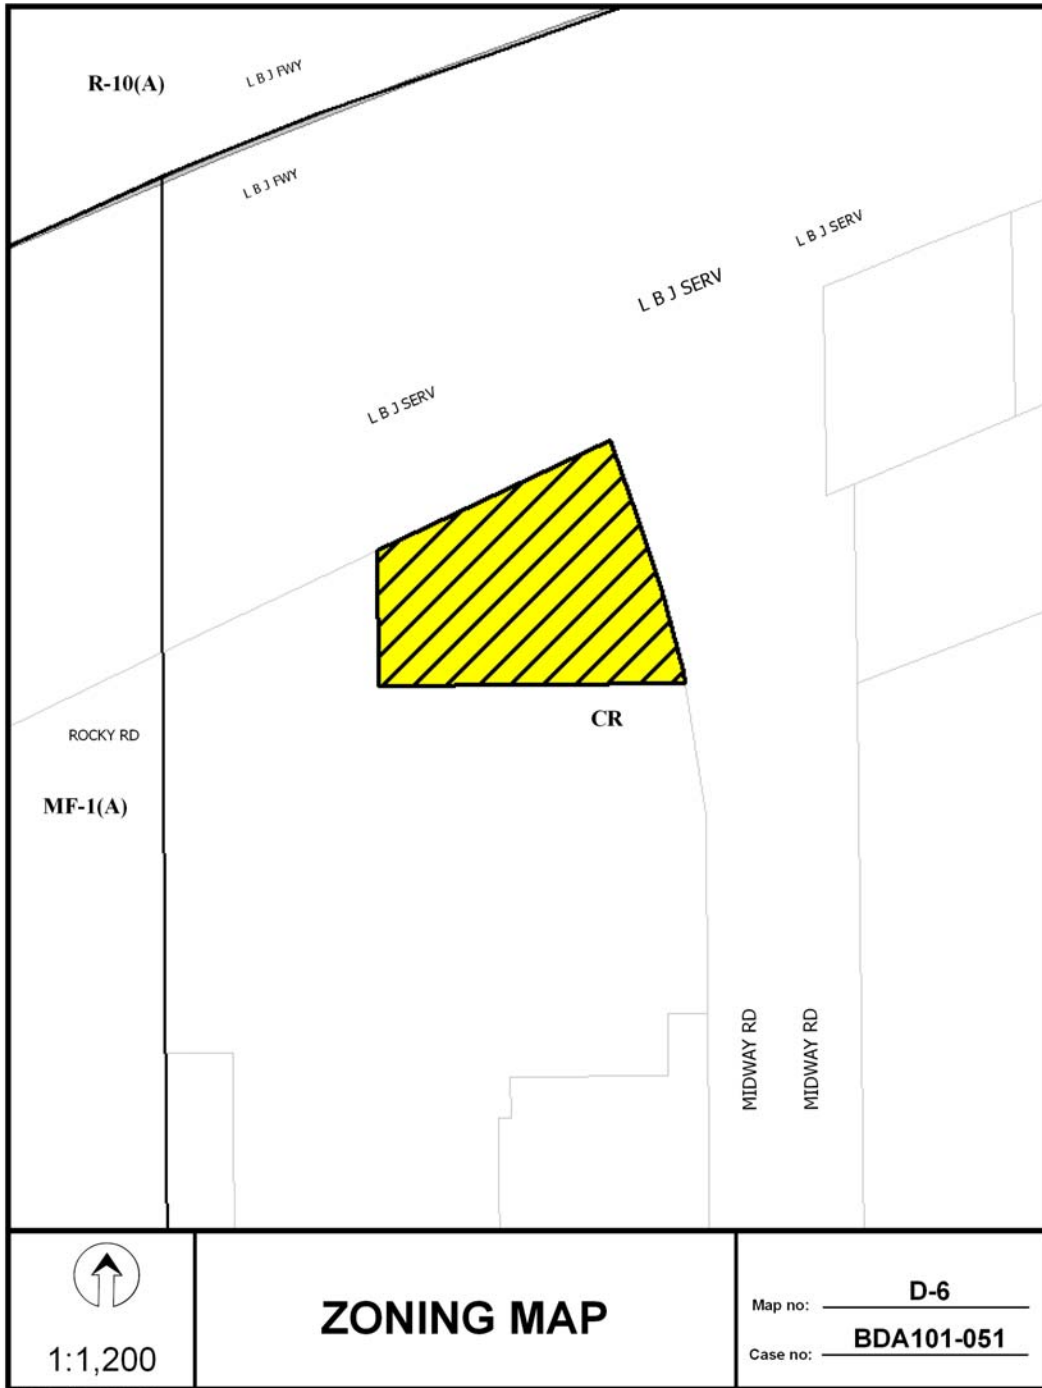 R-10(A)
L B J FWY
L B J FWY
L B J SERV
L B J SERV
L B J SERV
CR
ROCKY RD
MF-1(A)
MIDWAY RD
MIDWAY RD
1:1,200
ZONING MAP
Map no: D-6
Case no: BDA101-051